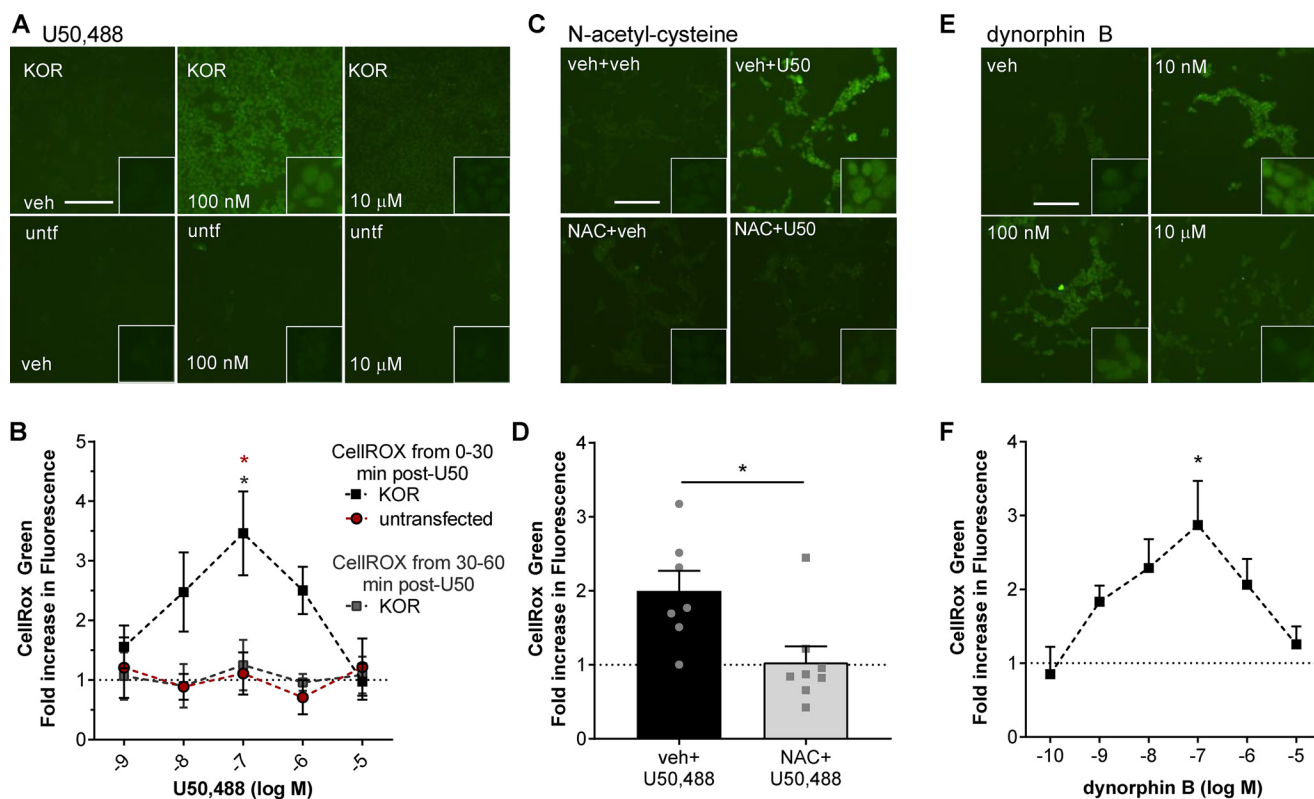 A
U50,488
KOR
KOR
KOR
veh
100 nM
10 μM
untf
untf
untf
veh
100 nM
10 μM
B
CellROX Green
Fold increase in Fluorescence
5
4
3
2
1
0
*
*
CellROX from 0-30
min post-U50
KOR
untransfected
CellROX from 30-60
min post-U50
KOR
-9
-8
-7
-6
-5
U50,488 (log M)
C
N-acetyl-cysteine
veh+veh
veh+U50
NAC+veh
NAC+U50
D
CellRox Green
Fold increase in Fluorescence
4
3
2
1
0
*
veh+
U50,488
NAC+
U50,488
E
dynorphin B
veh
10 nM
100 nM
10 μM
F
CellRox Green
Fold increase in Fluorescence
4
3
2
1
0
*
-10
-9
-8
-7
-6
-5
dynorphin B (log M)